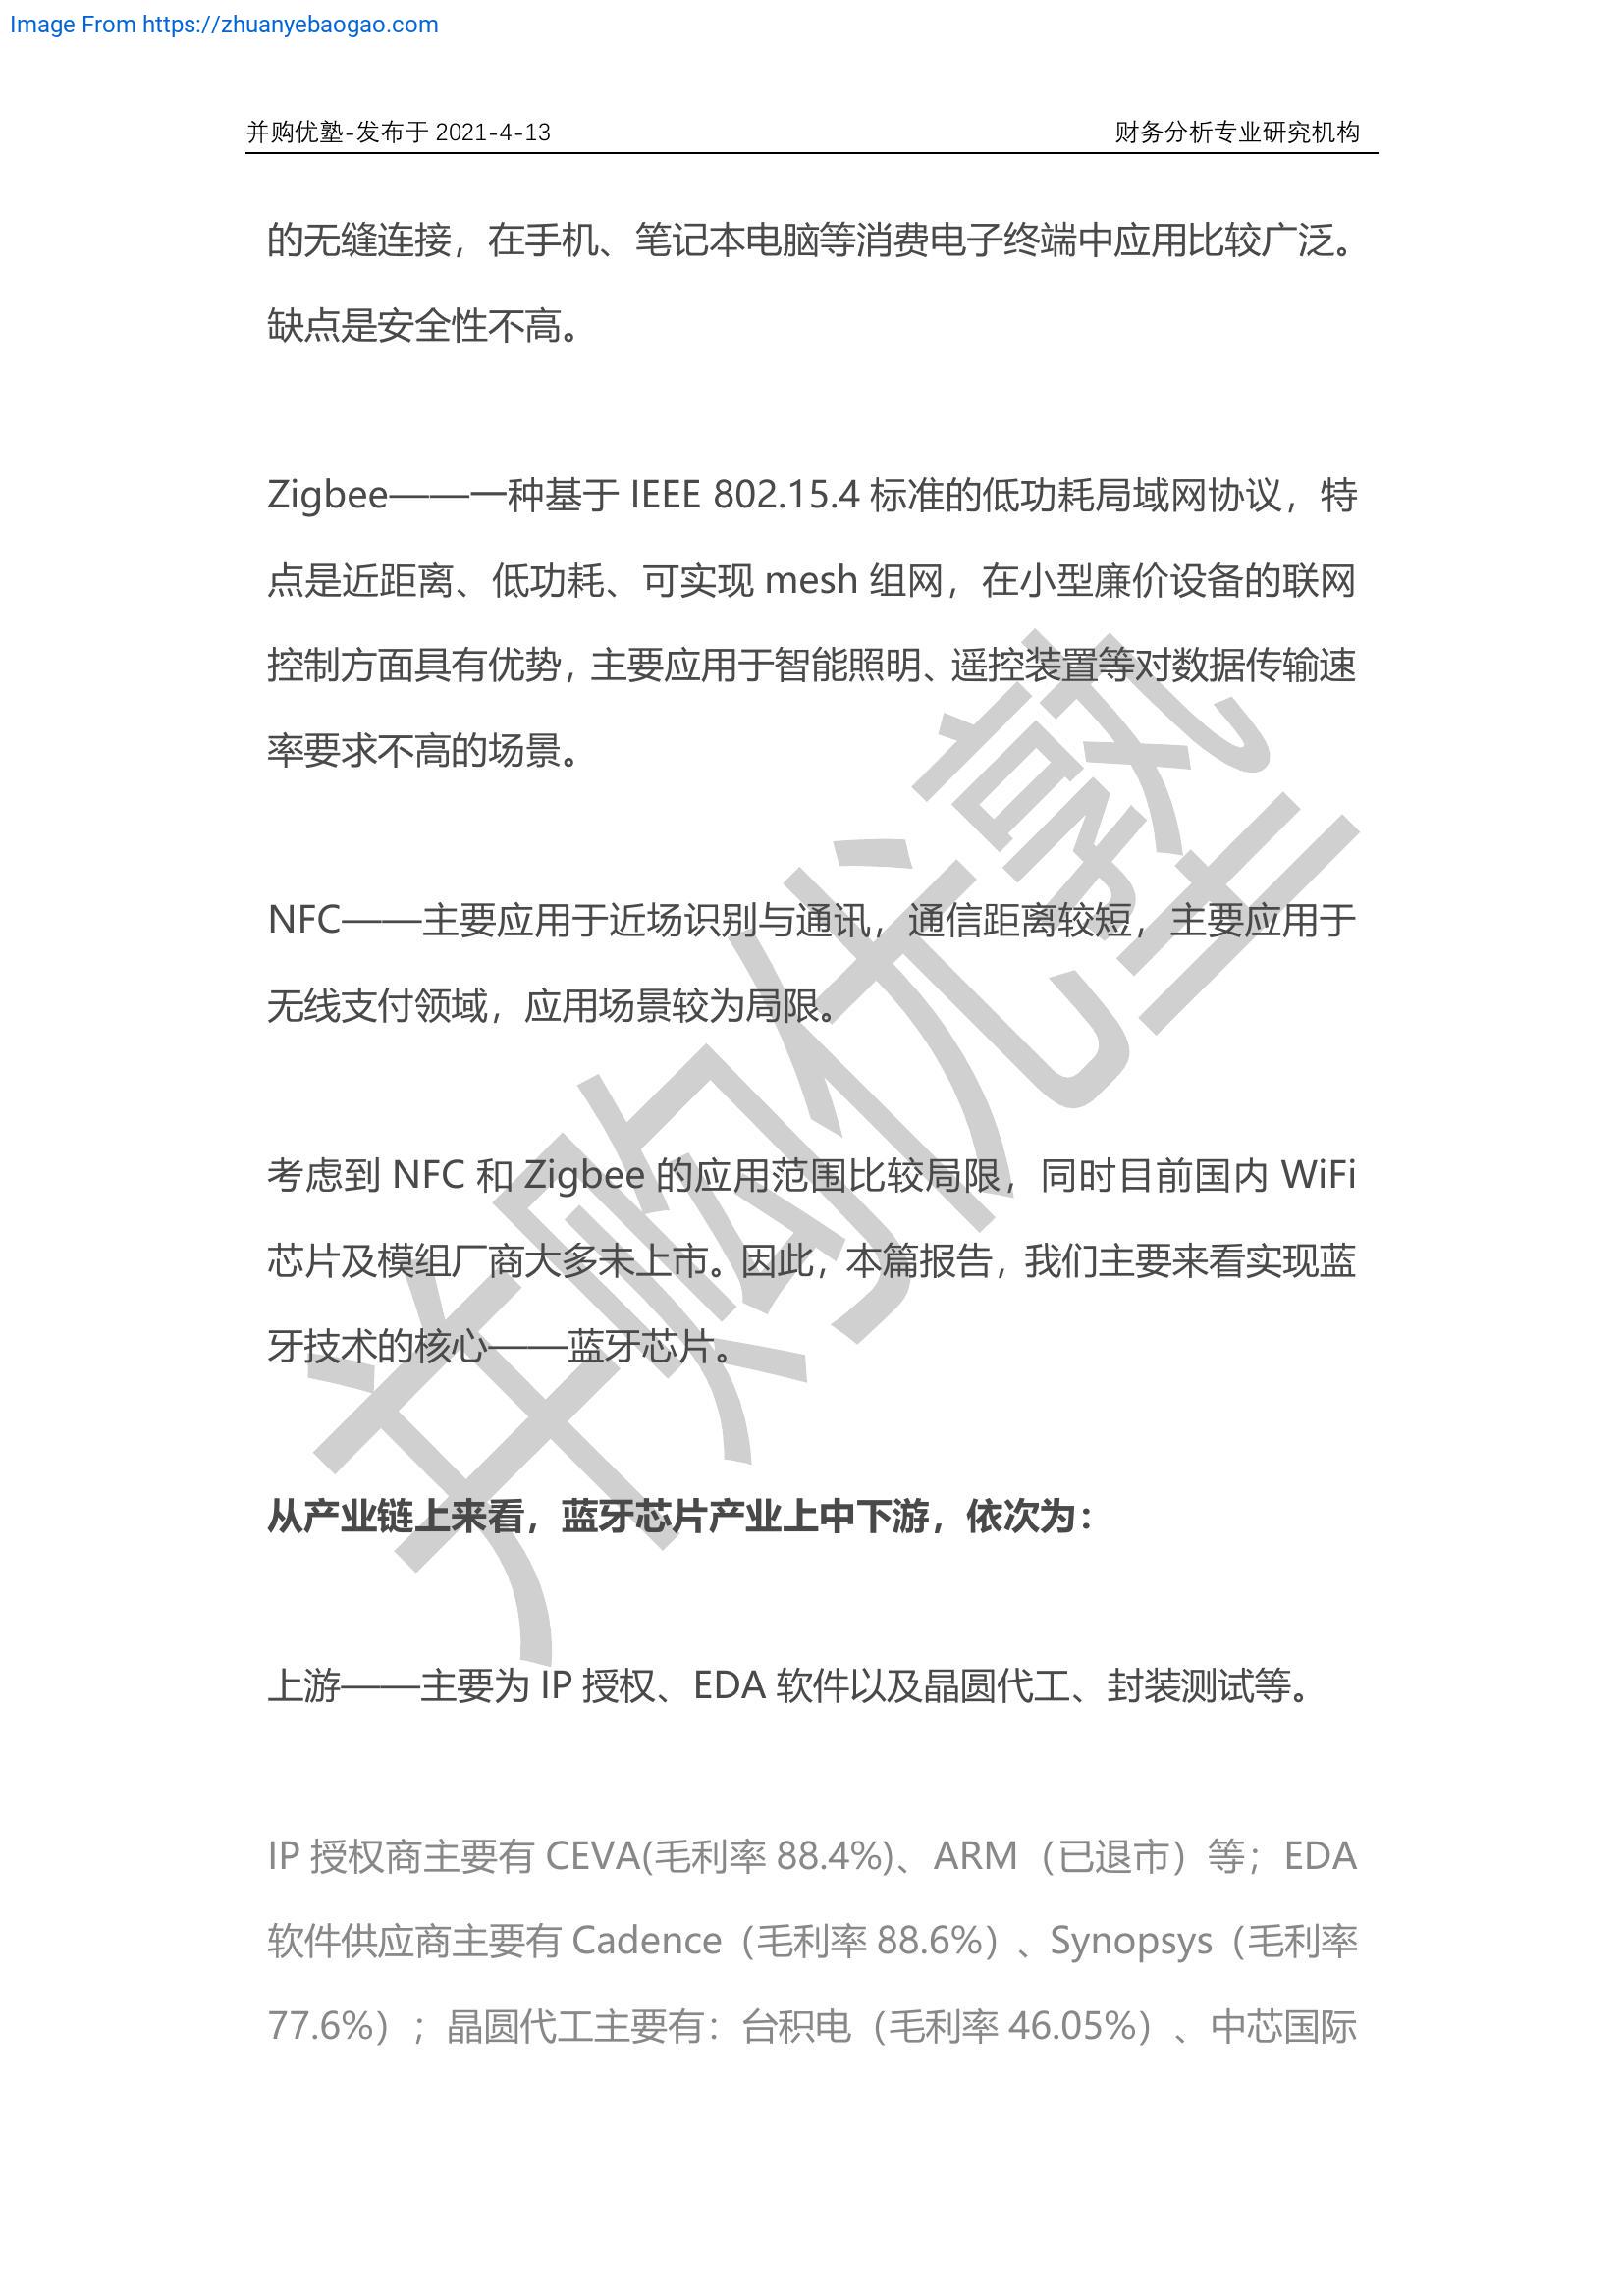 Image From https://zhuanyebaogao.com
并购优塾-发布于 2021-4-13 财务分析专业研究机构
的无缝连接，在手机、笔记本电脑等消费电子终端中应用比较广泛。
缺点是安全性不高。
Zigbee——一种基于 IEEE 802.15.4 标准的低功耗局域网协议，特
点是近距离、低功耗、可实现 mesh 组网，在小型廉价设备的联网
控制方面具有优势，主要应用于智能照明、遥控装置等对数据传输速
率要求不高的场景。
NFC——主要应用于近场识别与通讯，通信距离较短，主要应用于
无线支付领域，应用场景较为局限。
考虑到 NFC 和 Zigbee 的应用范围比较局限，同时目前国内 WiFi
芯片及模组厂商大多未上市。因此，本篇报告，我们主要来看实现蓝
牙技术的核心——蓝牙芯片。
从产业链上来看，蓝牙芯片产业上中下游，依次为：
上游——主要为 IP 授权、EDA 软件以及晶圆代工、封装测试等。
IP 授权商主要有 CEVA(毛利率 88.4%)、ARM（已退市）等；EDA
软件供应商主要有 Cadence（毛利率 88.6%）、Synopsys（毛利率
77.6%）；晶圆代工主要有：台积电（毛利率 46.05%）、中芯国际
并购优塾